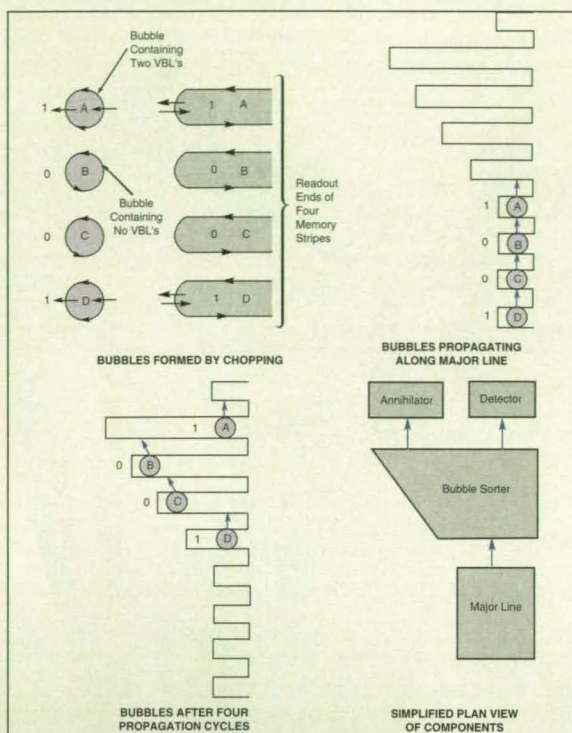 Bubble
Containing
Two VBL's
1
A
1 A
0
B
0 B
Bubble
Containing
No VBL's
0
C
0 C
1
D
1 D
Readout
Ends of
Four
Memory
Stripes
BUBBLES FORMED BY CHOPPING
1 A
0 B
0 C
1 D
BUBBLES PROPAGATING
ALONG MAJOR LINE
1 A
0 B
0 C
1 D
BUBBLES AFTER FOUR
PROPAGATION CYCLES
Annihilator
Detector
Bubble Sorter
Major Line
SIMPLIFIED PLAN VIEW
OF COMPONENTS